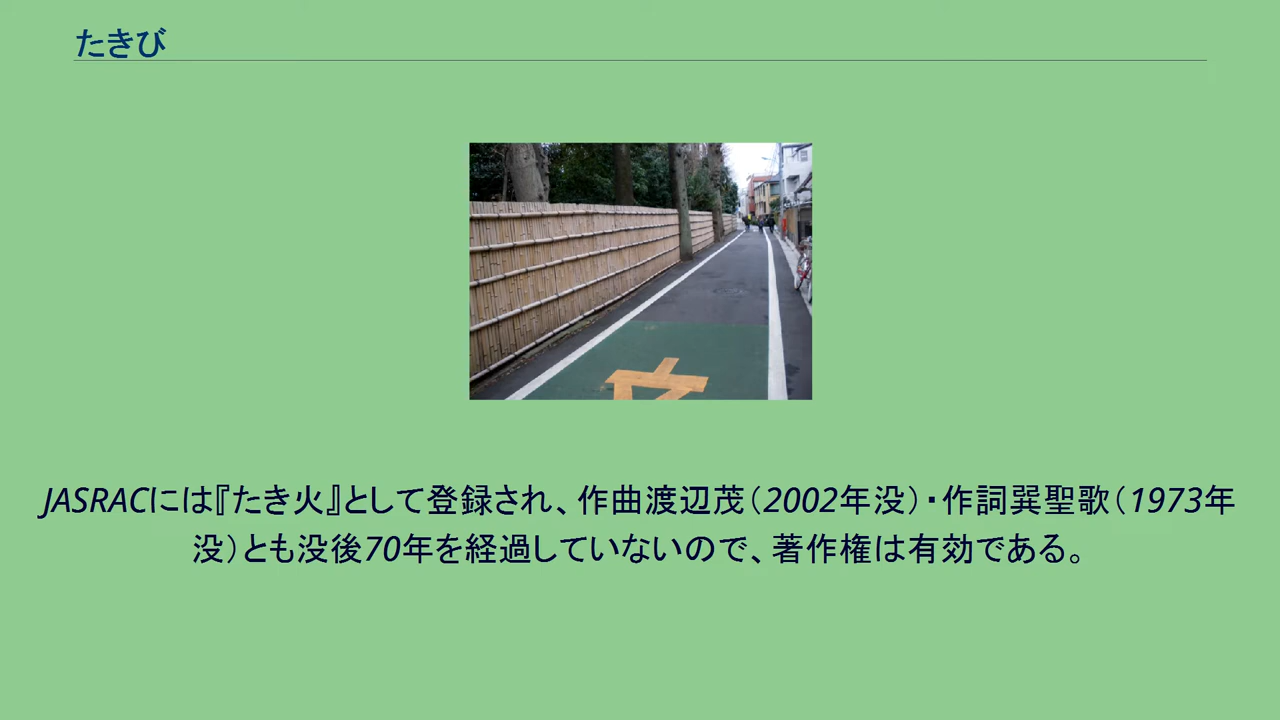 たきび
JASRACには『たき火』として登録され、作曲渡辺茂（2002年没）・作詞巽聖歌（1973年
没）とも没後70年を経過していないので、著作権は有効である。